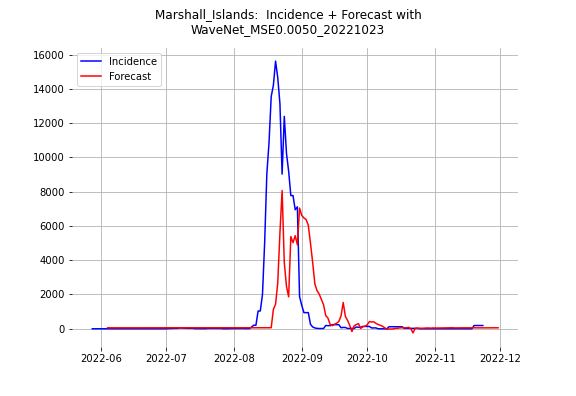 Marshall_Islands:  Incidence + Forecast with
WaveNet_MSE0.0050_20221023
Incidence
Forecast
16000
14000
12000
10000
8000
6000
4000
2000
0
2022-06 2022-07 2022-08 2022-09 2022-10 2022-11 2022-12